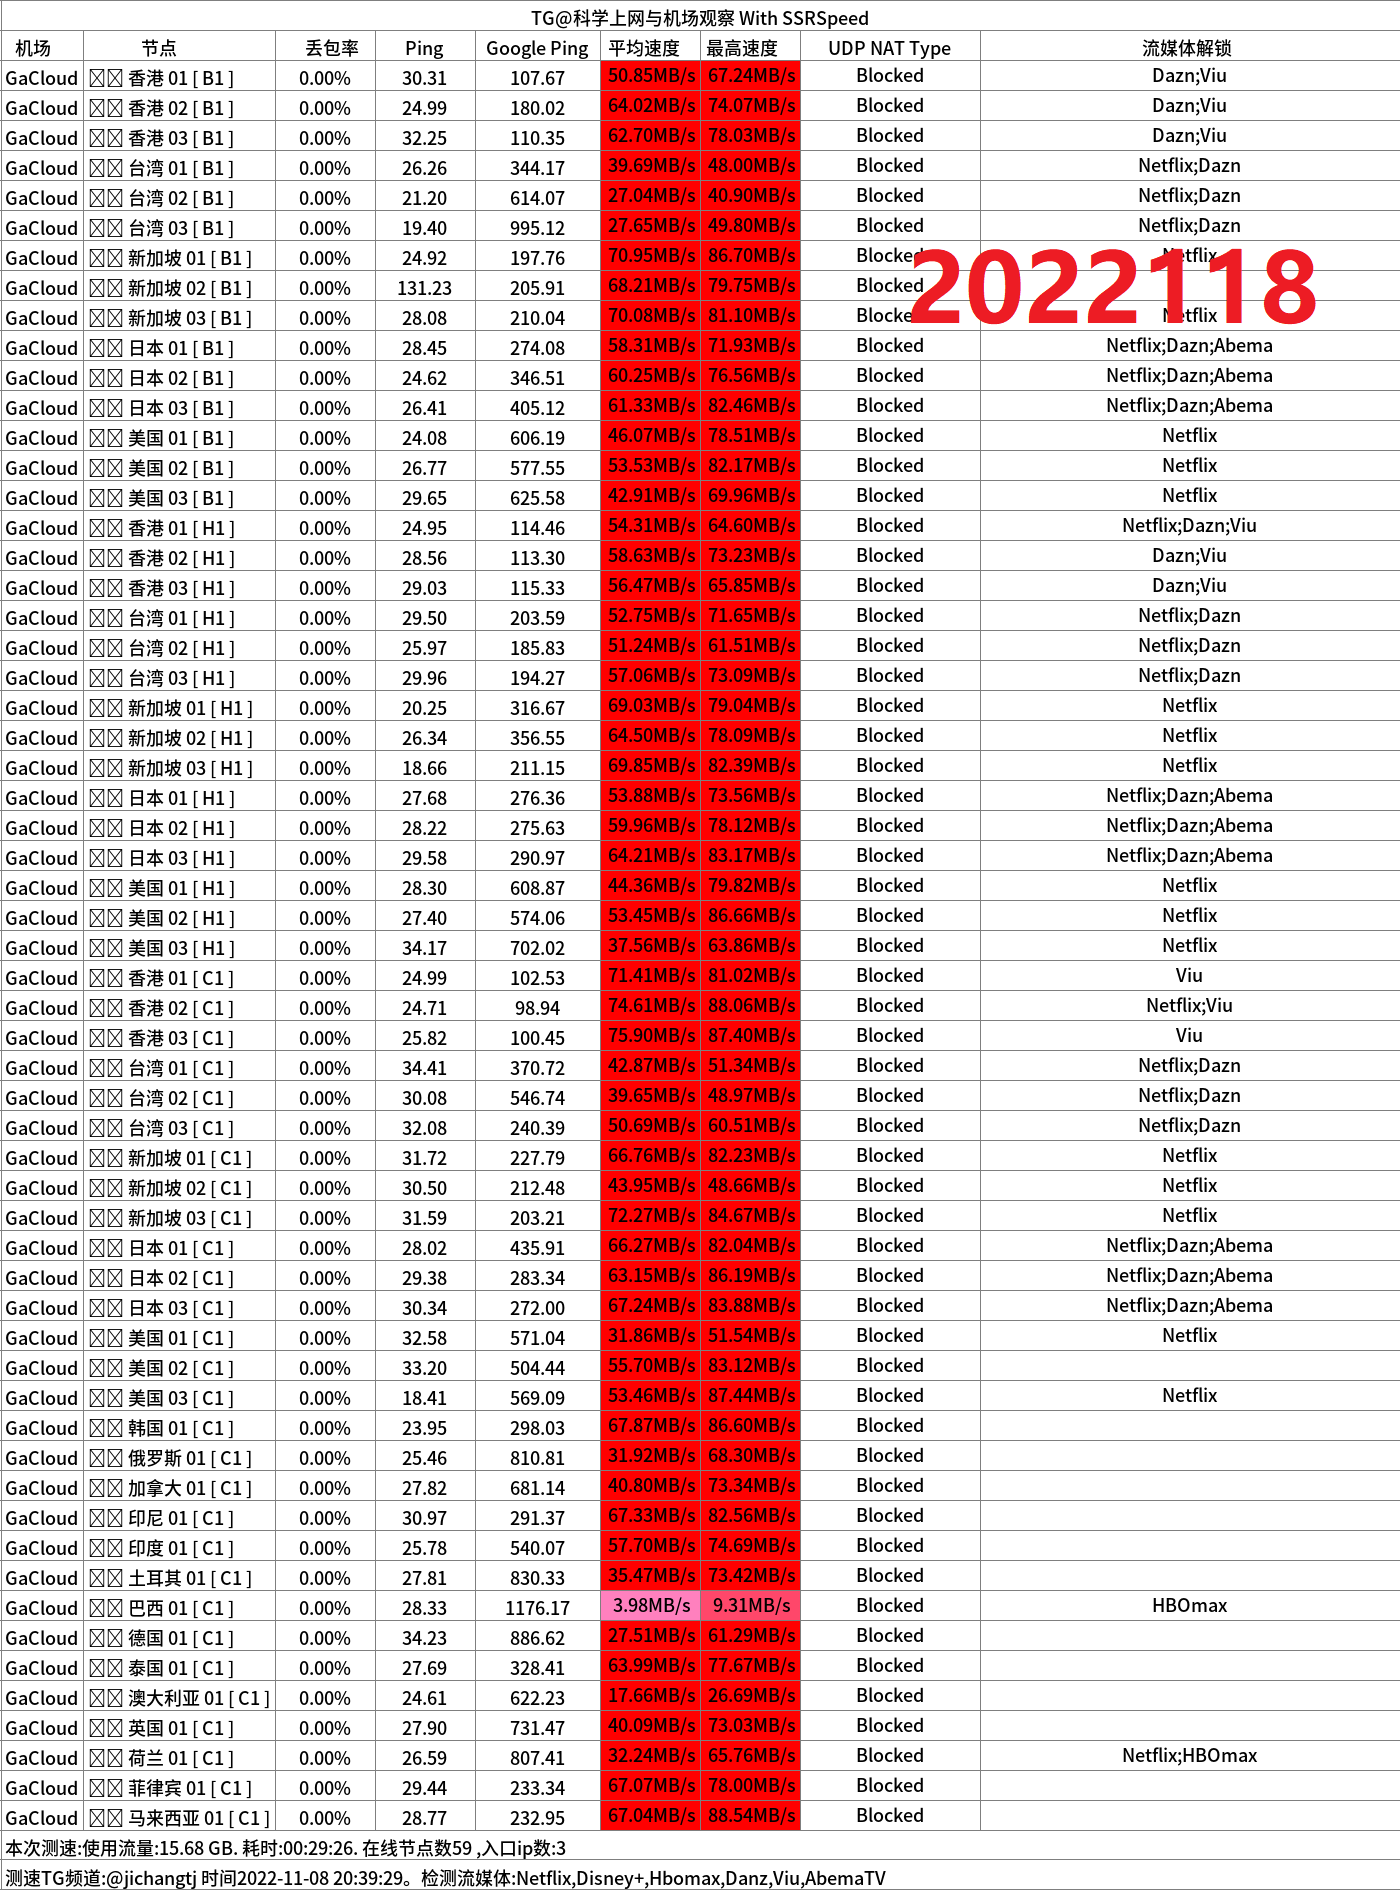 TG@科学上网与机场观察 With SSRSpeed
机场 节点 丢包率 Ping Google Ping 平均速度 最高速度 UDP NAT Type 流媒体解锁
GaCloud 香港 01 [ B1 ] 0.00% 30.31 107.67 50.85MB/s 67.24MB/s Blocked Dazn;Viu
GaCloud 香港 02 [ B1 ] 0.00% 24.99 180.02 64.02MB/s 74.07MB/s Blocked Dazn;Viu
GaCloud 香港 03 [ B1 ] 0.00% 32.25 110.35 62.70MB/s 78.03MB/s Blocked Dazn;Viu
GaCloud 台湾 01 [ B1 ] 0.00% 26.26 344.17 39.69MB/s 48.00MB/s Blocked Netflix;Dazn
GaCloud 台湾 02 [ B1 ] 0.00% 21.20 614.07 27.04MB/s 40.90MB/s Blocked Netflix;Dazn
GaCloud 台湾 03 [ B1 ] 0.00% 19.40 995.12 27.65MB/s 49.80MB/s Blocked Netflix;Dazn
GaCloud 新加坡 01 [ B1 ] 0.00% 24.92 197.76 70.95MB/s 86.70MB/s Blocked Netflix
2022118
GaCloud 新加坡 02 [ B1 ] 0.00% 131.23 205.91 68.21MB/s 79.75MB/s Blocked
GaCloud 新加坡 03 [ B1 ] 0.00% 28.08 210.04 70.08MB/s 81.10MB/s Blocked Netflix
GaCloud 日本 01 [ B1 ] 0.00% 28.45 274.08 58.31MB/s 71.93MB/s Blocked Netflix;Dazn;Abema
GaCloud 日本 02 [ B1 ] 0.00% 24.62 346.51 60.25MB/s 76.56MB/s Blocked Netflix;Dazn;Abema
GaCloud 日本 03 [ B1 ] 0.00% 26.41 405.12 61.33MB/s 82.46MB/s Blocked Netflix;Dazn;Abema
GaCloud 美国 01 [ B1 ] 0.00% 24.08 606.19 46.07MB/s 78.51MB/s Blocked Netflix
GaCloud 美国 02 [ B1 ] 0.00% 26.77 577.55 53.53MB/s 82.17MB/s Blocked Netflix
GaCloud 美国 03 [ B1 ] 0.00% 29.65 625.58 42.91MB/s 69.96MB/s Blocked Netflix
GaCloud 香港 01 [ H1 ] 0.00% 24.95 114.46 54.31MB/s 64.60MB/s Blocked Netflix;Dazn;Viu
GaCloud 香港 02 [ H1 ] 0.00% 28.56 113.30 58.63MB/s 73.23MB/s Blocked Dazn;Viu
GaCloud 香港 03 [ H1 ] 0.00% 29.03 115.33 56.47MB/s 65.85MB/s Blocked Dazn;Viu
GaCloud 台湾 01 [ H1 ] 0.00% 29.50 203.59 52.75MB/s 71.65MB/s Blocked Netflix;Dazn
GaCloud 台湾 02 [ H1 ] 0.00% 25.97 185.83 51.24MB/s 61.51MB/s Blocked Netflix;Dazn
GaCloud 台湾 03 [ H1 ] 0.00% 29.96 194.27 57.06MB/s 73.09MB/s Blocked Netflix;Dazn
GaCloud 新加坡 01 [ H1 ] 0.00% 20.25 316.67 69.03MB/s 79.04MB/s Blocked Netflix
GaCloud 新加坡 02 [ H1 ] 0.00% 26.34 356.55 64.50MB/s 78.09MB/s Blocked Netflix
GaCloud 新加坡 03 [ H1 ] 0.00% 18.66 211.15 69.85MB/s 82.39MB/s Blocked Netflix
GaCloud 日本 01 [ H1 ] 0.00% 27.68 276.36 53.88MB/s 73.56MB/s Blocked Netflix;Dazn;Abema
GaCloud 日本 02 [ H1 ] 0.00% 28.22 275.63 59.96MB/s 78.12MB/s Blocked Netflix;Dazn;Abema
GaCloud 日本 03 [ H1 ] 0.00% 29.58 290.97 64.21MB/s 83.17MB/s Blocked Netflix;Dazn;Abema
GaCloud 美国 01 [ H1 ] 0.00% 28.30 608.87 44.36MB/s 79.82MB/s Blocked Netflix
GaCloud 美国 02 [ H1 ] 0.00% 27.40 574.06 53.45MB/s 86.66MB/s Blocked Netflix
GaCloud 美国 03 [ H1 ] 0.00% 34.17 702.02 37.56MB/s 63.86MB/s Blocked Netflix
GaCloud 香港 01 [ C1 ] 0.00% 24.99 102.53 71.41MB/s 81.02MB/s Blocked Viu
GaCloud 香港 02 [ C1 ] 0.00% 24.71 98.94 74.61MB/s 88.06MB/s Blocked Netflix;Viu
GaCloud 香港 03 [ C1 ] 0.00% 25.82 100.45 75.90MB/s 87.40MB/s Blocked Viu
GaCloud 台湾 01 [ C1 ] 0.00% 34.41 370.72 42.87MB/s 51.34MB/s Blocked Netflix;Dazn
GaCloud 台湾 02 [ C1 ] 0.00% 30.08 546.74 39.65MB/s 48.97MB/s Blocked Netflix;Dazn
GaCloud 台湾 03 [ C1 ] 0.00% 32.08 240.39 50.69MB/s 60.51MB/s Blocked Netflix;Dazn
GaCloud 新加坡 01 [ C1 ] 0.00% 31.72 227.79 66.76MB/s 82.23MB/s Blocked Netflix
GaCloud 新加坡 02 [ C1 ] 0.00% 30.50 212.48 43.95MB/s 48.66MB/s Blocked Netflix
GaCloud 新加坡 03 [ C1 ] 0.00% 31.59 203.21 72.27MB/s 84.67MB/s Blocked Netflix
GaCloud 日本 01 [ C1 ] 0.00% 28.02 435.91 66.27MB/s 82.04MB/s Blocked Netflix;Dazn;Abema
GaCloud 日本 02 [ C1 ] 0.00% 29.38 283.34 63.15MB/s 86.19MB/s Blocked Netflix;Dazn;Abema
GaCloud 日本 03 [ C1 ] 0.00% 30.34 272.00 67.24MB/s 83.88MB/s Blocked Netflix;Dazn;Abema
GaCloud 美国 01 [ C1 ] 0.00% 32.58 571.04 31.86MB/s 51.54MB/s Blocked Netflix
GaCloud 美国 02 [ C1 ] 0.00% 33.20 504.44 55.70MB/s 83.12MB/s Blocked
GaCloud 美国 03 [ C1 ] 0.00% 18.41 569.09 53.46MB/s 87.44MB/s Blocked Netflix
GaCloud 韩国 01 [ C1 ] 0.00% 23.95 298.03 67.87MB/s 86.60MB/s Blocked
GaCloud 俄罗斯 01 [ C1 ] 0.00% 25.46 810.81 31.92MB/s 68.30MB/s Blocked
GaCloud 加拿大 01 [ C1 ] 0.00% 27.82 681.14 40.80MB/s 73.34MB/s Blocked
GaCloud 印尼 01 [ C1 ] 0.00% 30.97 291.37 67.33MB/s 82.56MB/s Blocked
GaCloud 印度 01 [ C1 ] 0.00% 25.78 540.07 57.70MB/s 74.69MB/s Blocked
GaCloud 土耳其 01 [ C1 ] 0.00% 27.81 830.33 35.47MB/s 73.42MB/s Blocked
GaCloud 巴西 01 [ C1 ] 0.00% 28.33 1176.17 3.98MB/s 9.31MB/s Blocked HBOmax
GaCloud 德国 01 [ C1 ] 0.00% 34.23 886.62 27.51MB/s 61.29MB/s Blocked
GaCloud 泰国 01 [ C1 ] 0.00% 27.69 328.41 63.99MB/s 77.67MB/s Blocked
GaCloud 澳大利亚 01 [ C1 ] 0.00% 24.61 622.23 17.66MB/s 26.69MB/s Blocked
GaCloud 英国 01 [ C1 ] 0.00% 27.90 731.47 40.09MB/s 73.03MB/s Blocked
GaCloud 荷兰 01 [ C1 ] 0.00% 26.59 807.41 32.24MB/s 65.76MB/s Blocked Netflix;HBOmax
GaCloud 菲律宾 01 [ C1 ] 0.00% 29.44 233.34 67.07MB/s 78.00MB/s Blocked
GaCloud 马来西亚 01 [ C1 ] 0.00% 28.77 232.95 67.04MB/s 88.54MB/s Blocked
本次测速:使用流量:15.68 GB. 耗时:00:29:26. 在线节点数59 ,入口ip数:3
测速TG频道:@jichangtj 时间2022-11-08 20:39:29。检测流媒体:Netflix,Disney+,Hbomax,Danz,Viu,AbemaTV